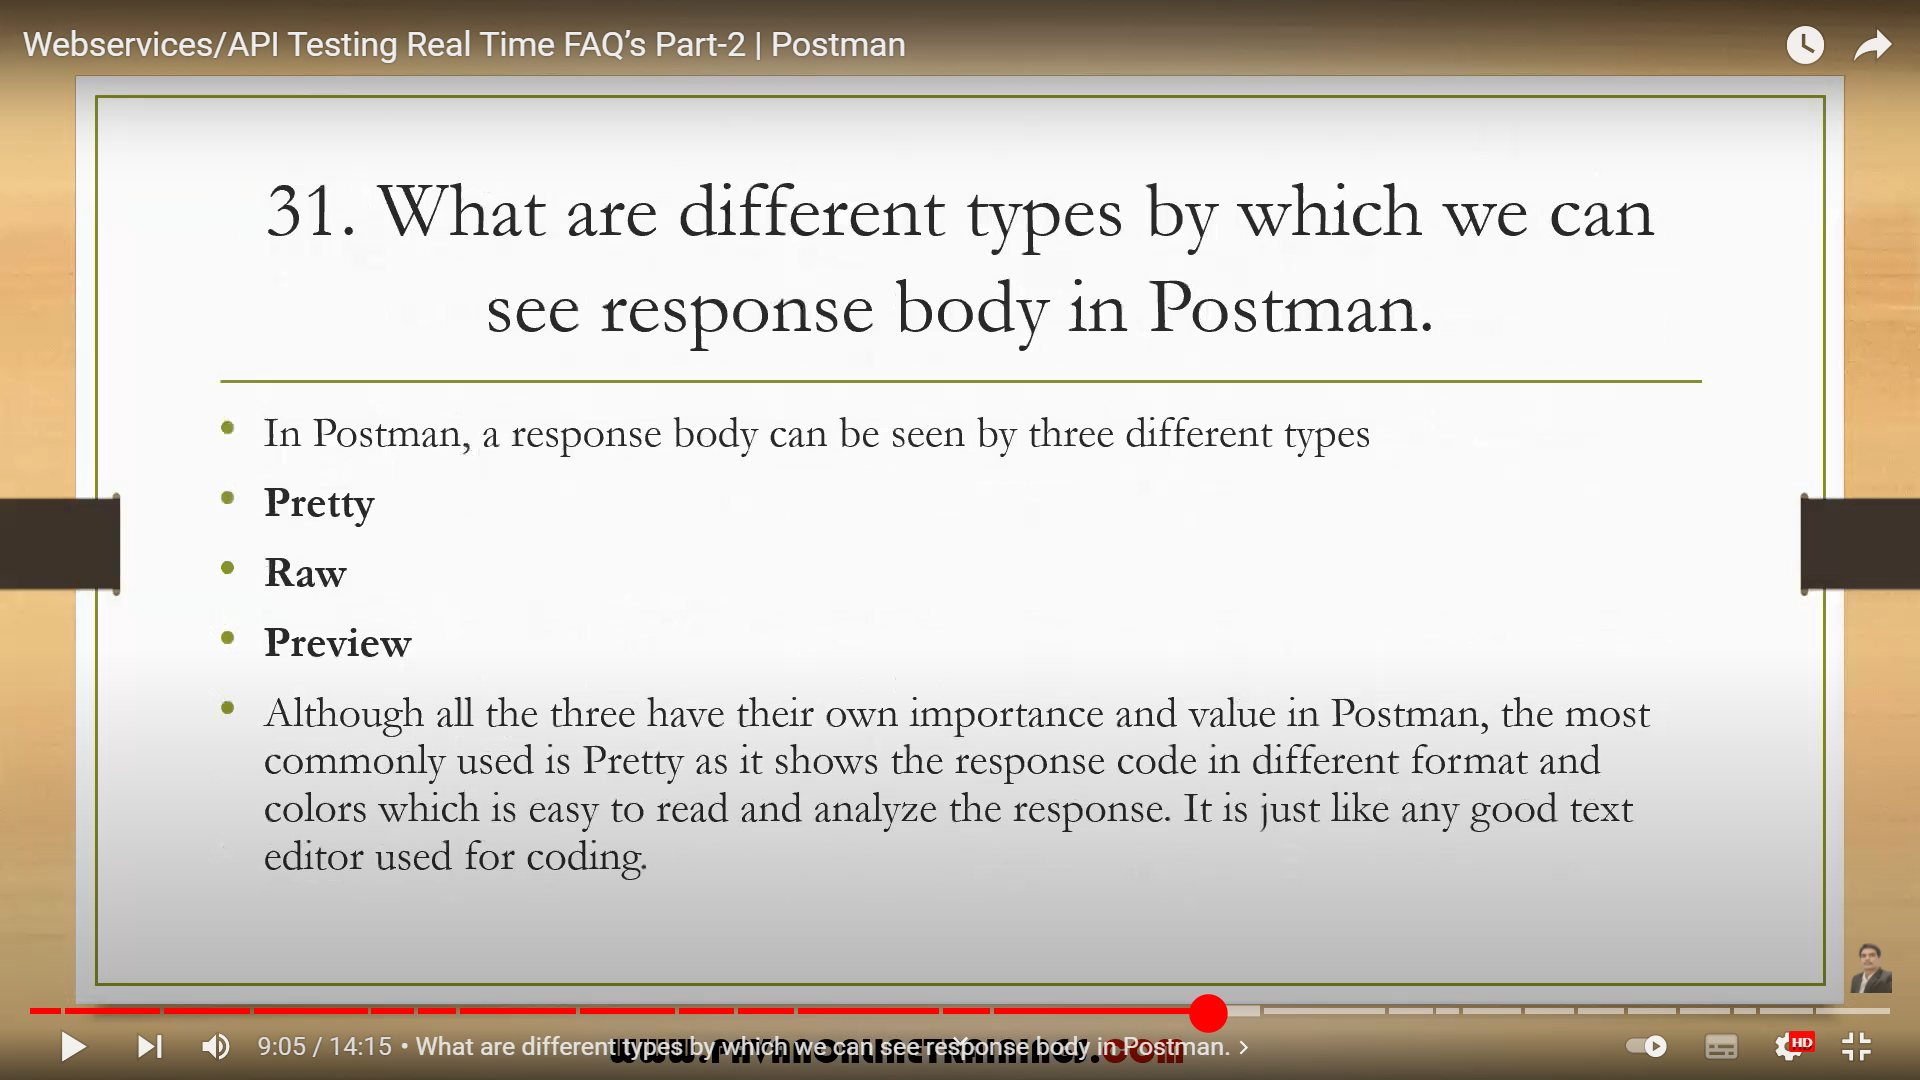 Webservices/API Testing Real Time FAQ’s Part-2 | Postman
31. What are different types by which we can
see response body in Postman.
In Postman, a response body can be seen by three different types
Pretty
Raw
Preview
Although all the three have their own importance and value in Postman, the most
commonly used is Pretty as it shows the response code in different format and
colors which is easy to read and analyze the response. It is just like any good text
editor used for coding.
9:05 / 14:15 • What are different types by which we can see response body in Postman.
HD